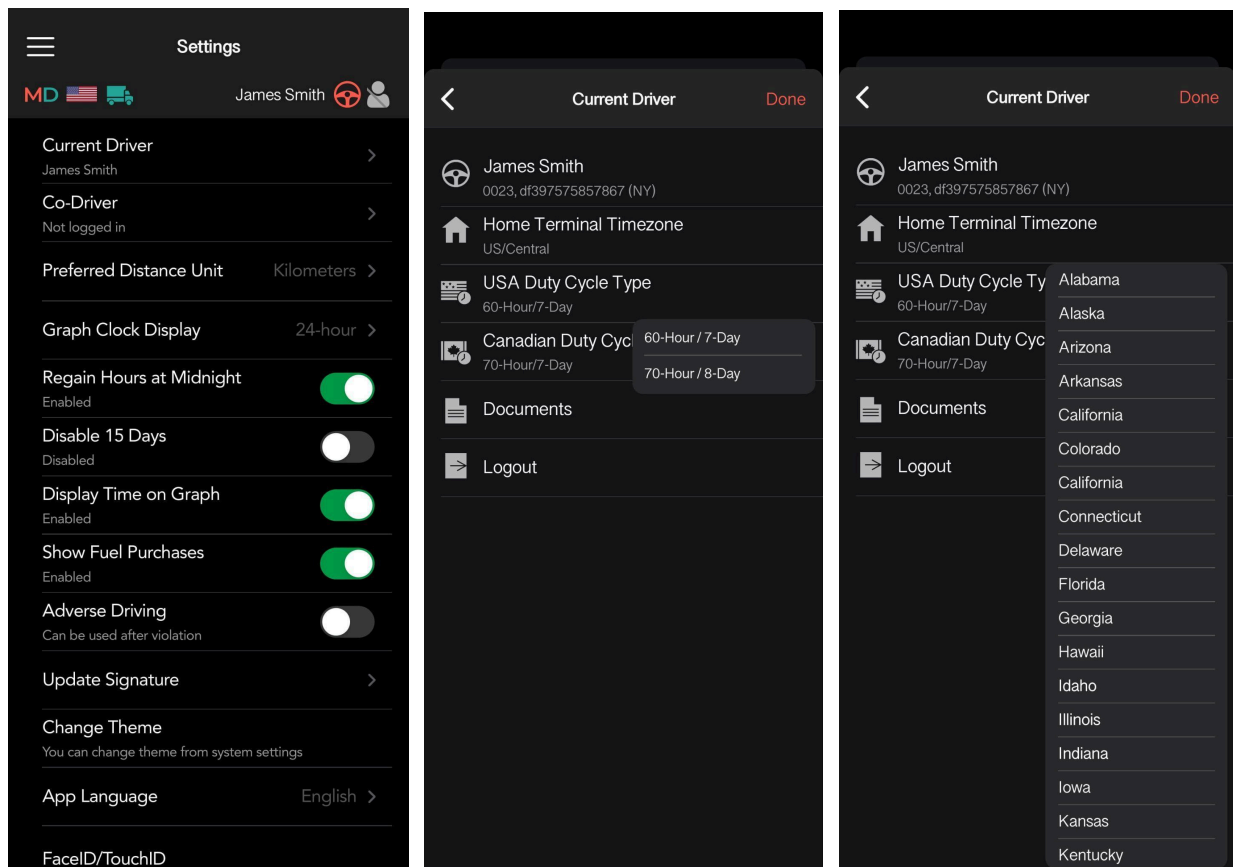 Settings
MD
James Smith
Current Driver
James Smith
Co-Driver
Not logged in
Preferred Distance Unit Kilometers
Graph Clock Display 24-hour
Regain Hours at Midnight
Enabled
Disable 15 Days
Disabled
Display Time on Graph
Enabled
Show Fuel Purchases
Enabled
Adverse Driving
Can be used after violation
Update Signature
Change Theme
You can change theme from system settings
App Language English
FaceID/TouchID
Current Driver Done
James Smith
0023, df397575857867 (NY)
Home Terminal Timezone
US/Central
USA Duty Cycle Type
60-Hour/7-Day
Canadian Duty Cycl
70-Hour/7-Day
60-Hour / 7-Day
70-Hour / 8-Day
Documents
Logout
Current Driver Done
James Smith
0023, df397575857867 (NY)
Home Terminal Timezone
US/Central
USA Duty Cycle Ty
60-Hour/7-Day
Canadian Duty Cyc
70-Hour/7-Day
Documents
Logout
Alabama
Alaska
Arizona
Arkansas
California
Colorado
California
Connecticut
Delaware
Florida
Georgia
Hawaii
Idaho
Illinois
Indiana
Iowa
Kansas
Kentucky